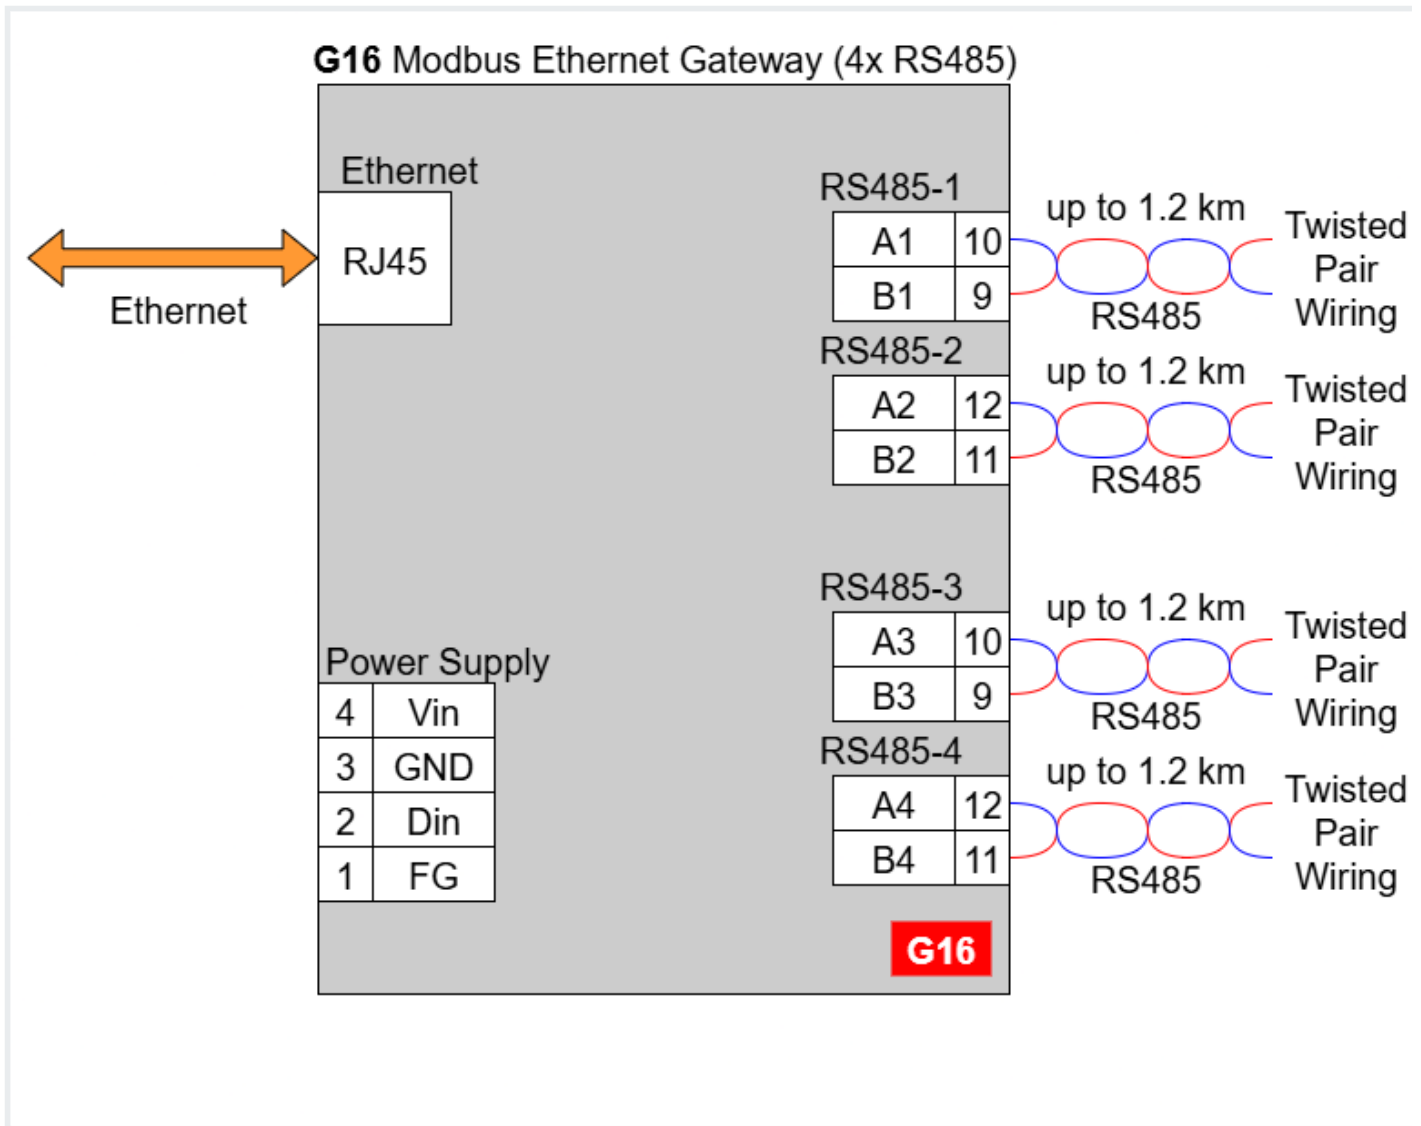 G16 Modbus Ethernet Gateway (4x RS485)
Ethernet
RJ45
Ethernet
Power Supply
4 Vin
3 GND
2 Din
1 FG
RS485-1
A1 10
B1 9
up to 1.2 km
RS485
Twisted
Pair
Wiring
RS485-2
A2 12
B2 11
up to 1.2 km
RS485
Twisted
Pair
Wiring
RS485-3
A3 10
B3 9
up to 1.2 km
RS485
Twisted
Pair
Wiring
RS485-4
A4 12
B4 11
up to 1.2 km
RS485
Twisted
Pair
Wiring
G16